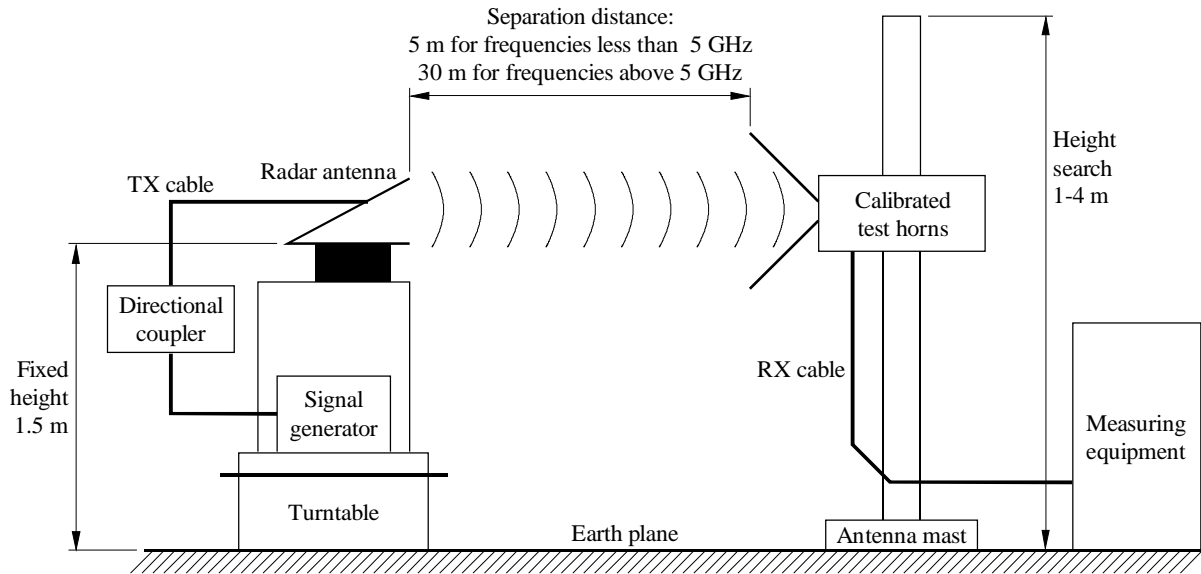 Separation distance:
5 m for frequencies less than 5 GHz
30 m for frequencies above 5 GHz
Radar antenna
TX cable
Height
search
1-4 m
Calibrated
test horns
Directional
coupler
Fixed
height
1.5 m
RX cable
Signal
generator
Measuring
equipment
Turntable
Earth plane
Antenna mast